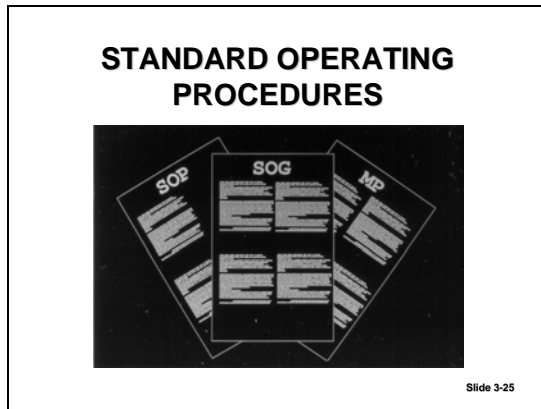 STANDARD OPERATING
PROCEDURES
SOP
SOG
MP
Slide 3-25